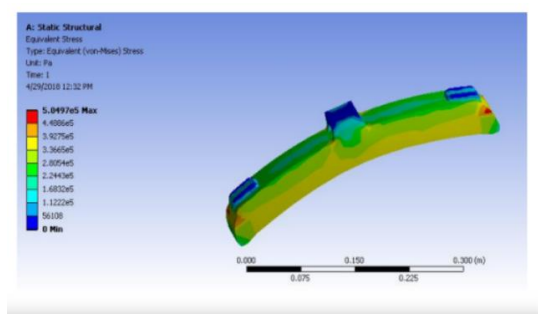 A: Static Structural
Equivalent Stress
Type: Equivalent (von-Mises) Stress
Unit: Pa
Time: 1
4/29/2018 12:32 PM
5.0497e5 Max
4.4886e5
3.9275e5
3.3665e5
2.8054e5
2.2443e5
1.6832e5
1.1222e5
56108
0 Min
0.000 0.150 0.300 (m)
0.075 0.225